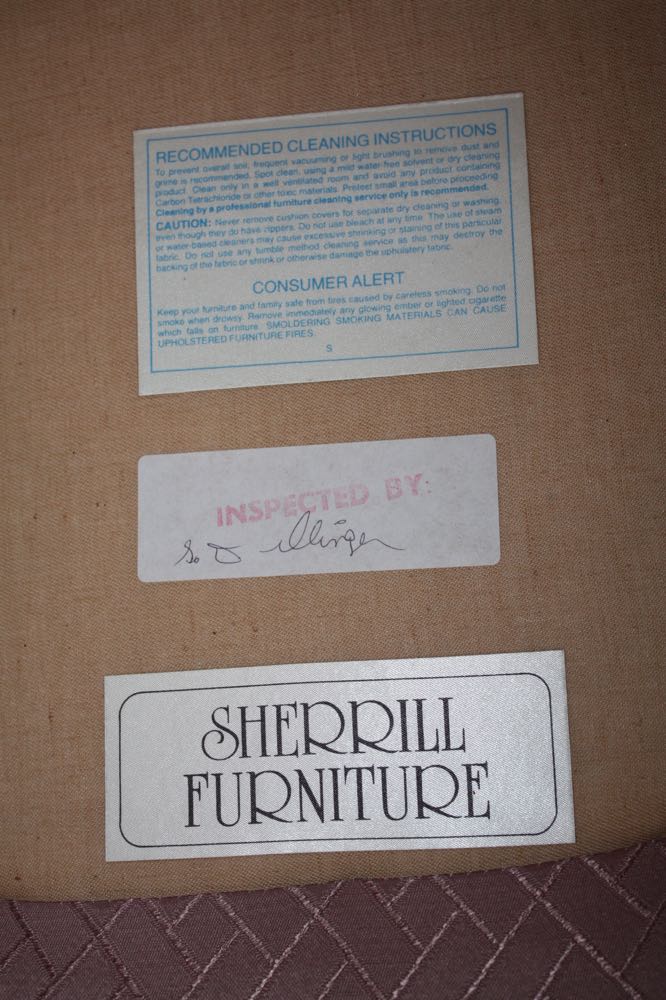 RECOMMENDED CLEANING INSTRUCTIONS
To prevent overall soil, frequent vacuuming or light brushing to remove dust and
grime is recommended. Spot clean, using a mild water-free solvent or dry cleaning
product. Clean only in a well ventilated room and avoid any product containing
Carbon Tetrachloride or other toxic materials. Pretest small area before proceeding
Cleaning by a professional furniture cleaning service only is recommended.
CAUTION: Never remove cushion covers for separate dry cleaning or washing,
even though they do have zippers. Do not use bleach at any time. The use of steam
or water-based cleaners may cause excessive shrinking or staining of this particular
fabric. Do not use any tumble method cleaning service as this may destroy the
backing of the fabric or shrink or otherwise damage the upholstery fabric.
CONSUMER ALERT
Keep your furniture and family safe from fires caused by careless smoking. Do not
smoke when drowsy. Remove immediately any glowing ember or lighted cigarette
which falls on furniture. SMOLDERING SMOKING MATERIALS CAN CAUSE
UPHOLSTERED FURNITURE FIRES.
S
INSPECTED BY:
SHERRILL
FURNITURE